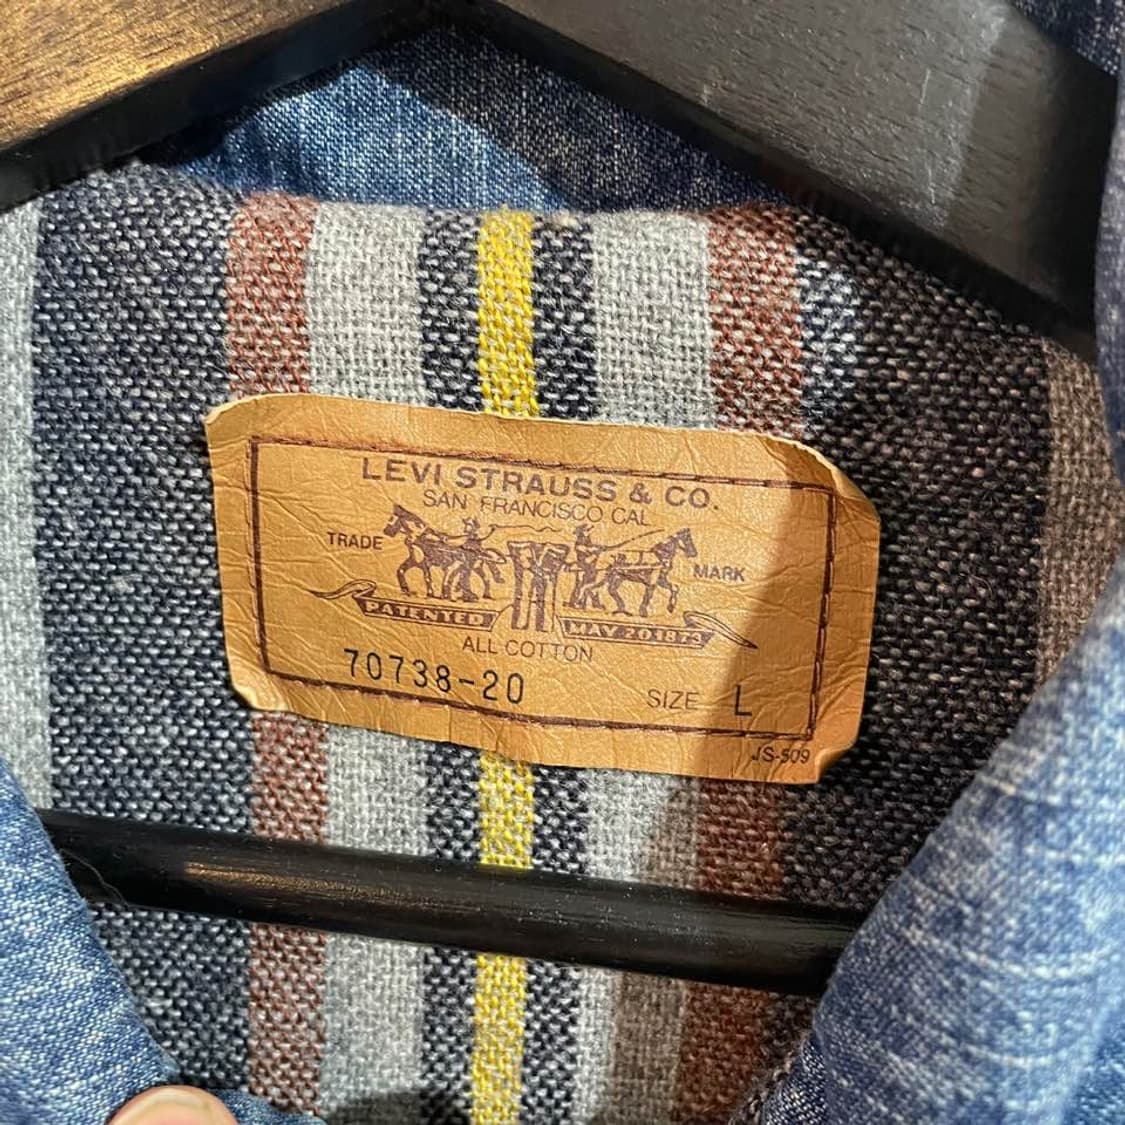 LEVI STRAUSS & CO.
SAN FRANCISCO CAL
TRADE MARK
PATENTED MAY 20 1873
ALL COTTON
70738-20 SIZE L
JS-509